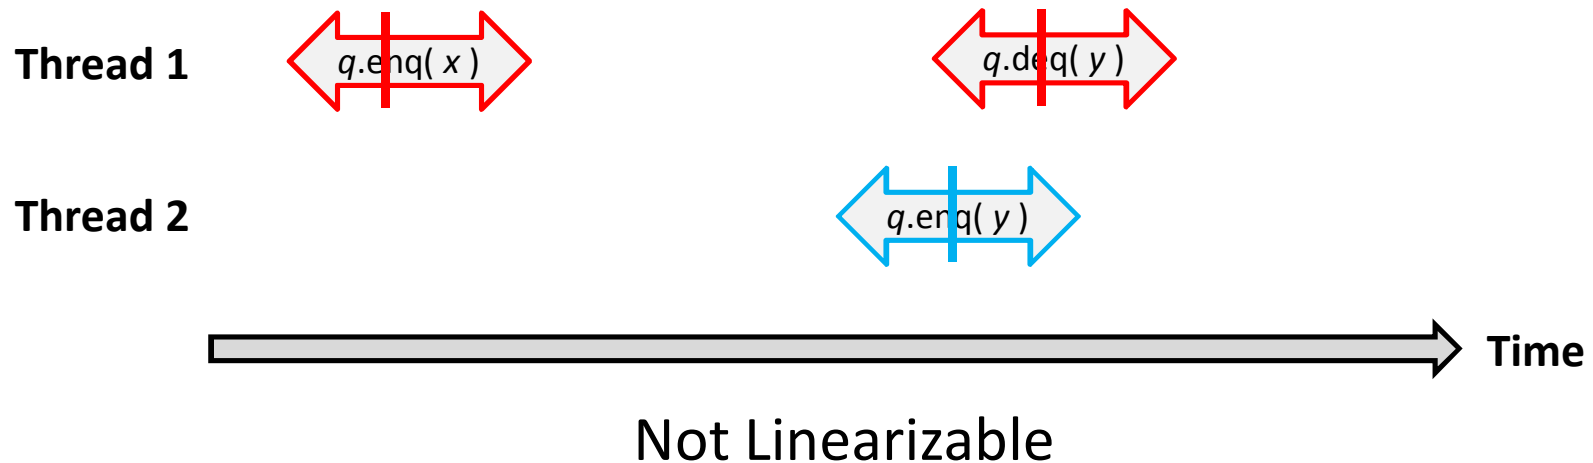 Thread 1
q.enq( x )
q.deq( y )
Thread 2
q.enq( y )
Time
Not Linearizable